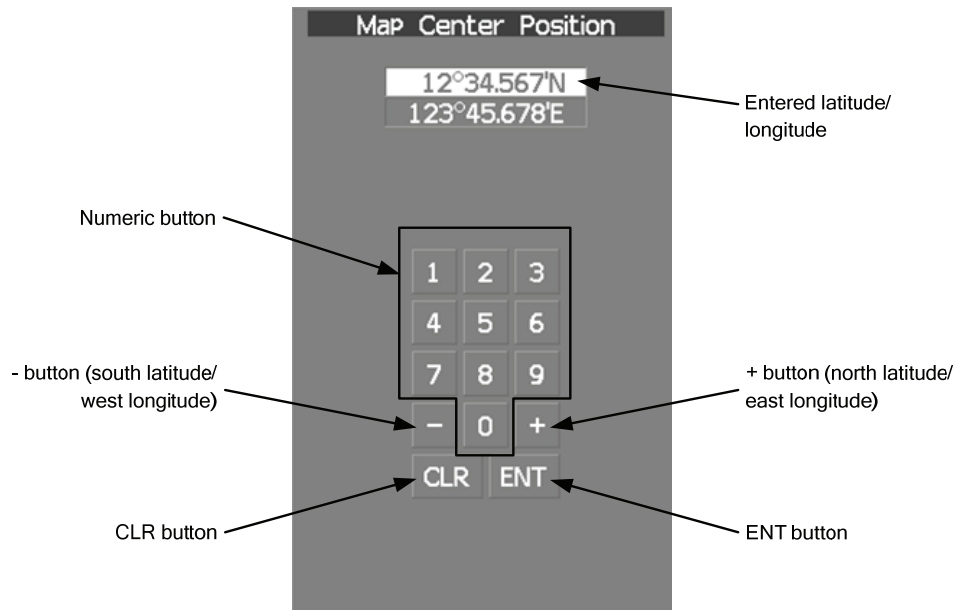 Map Center Position
12°34.567'N
123°45.678'E
Entered latitude/
longitude
Numeric button
1 2 3
4 5 6
7 8 9
- 0 +
CLR ENT
- button (south latitude/
west longitude)
+ button (north latitude/
east longitude)
CLR button
ENT button